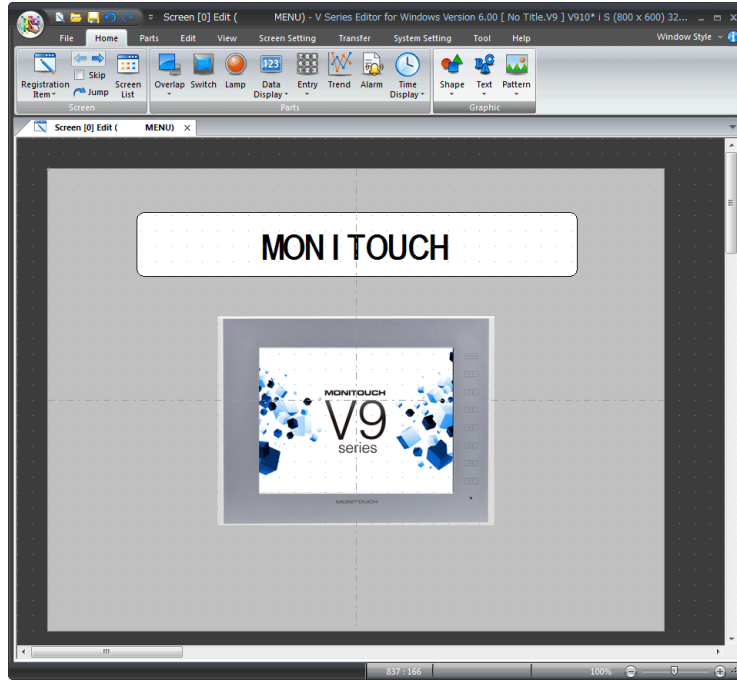 Screen [0] Edit ( MENU) - V Series Editor for Windows Version 6.00 [ No Title.V9 ] V910* i S (800 x 600) 32...
File Home Parts Edit View Screen Setting Transfer System Setting Tool Help Window Style
Registration Item
Skip
Jump
Screen List
Overlap
Switch
Lamp
123
Data Display
Entry
Trend
Alarm
Time Display
Shape
Text
Pattern
Screen Parts Graphic
Screen [0] Edit ( MENU)
MONITOUCH
MONITOUCH
V9
series
MONITOUCH
837 : 166 100%